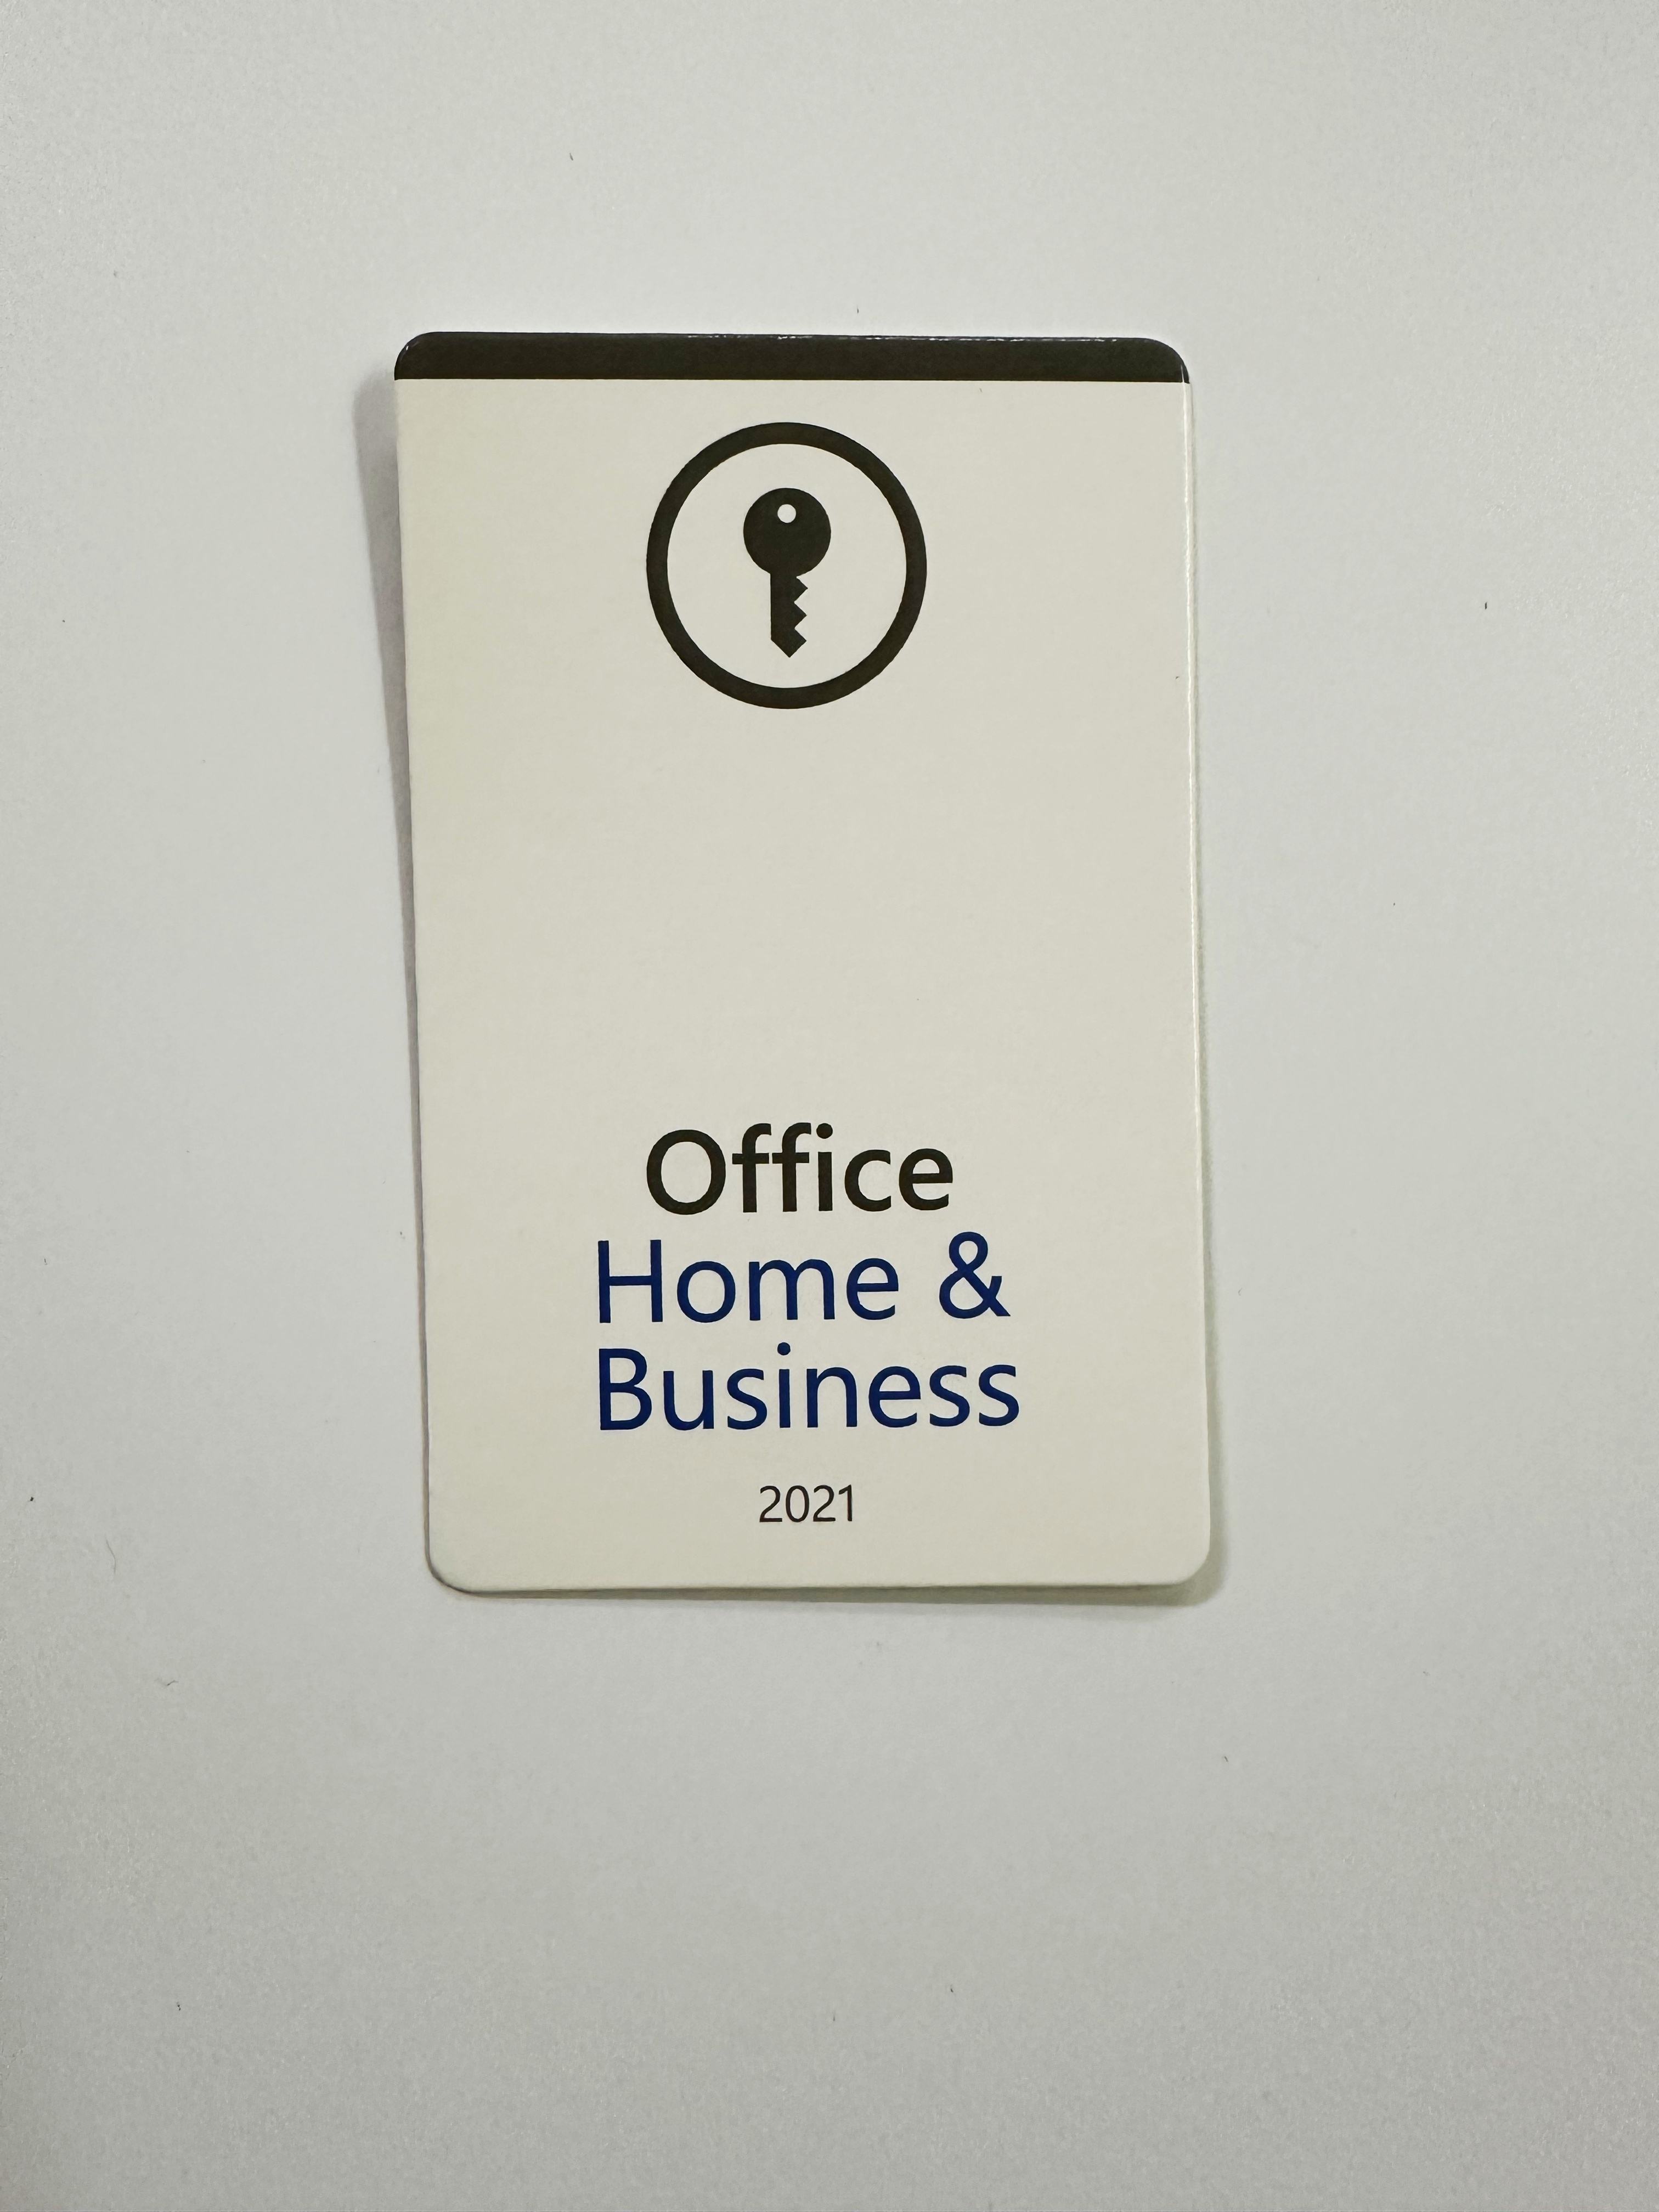 Office
Home &
Business
2021